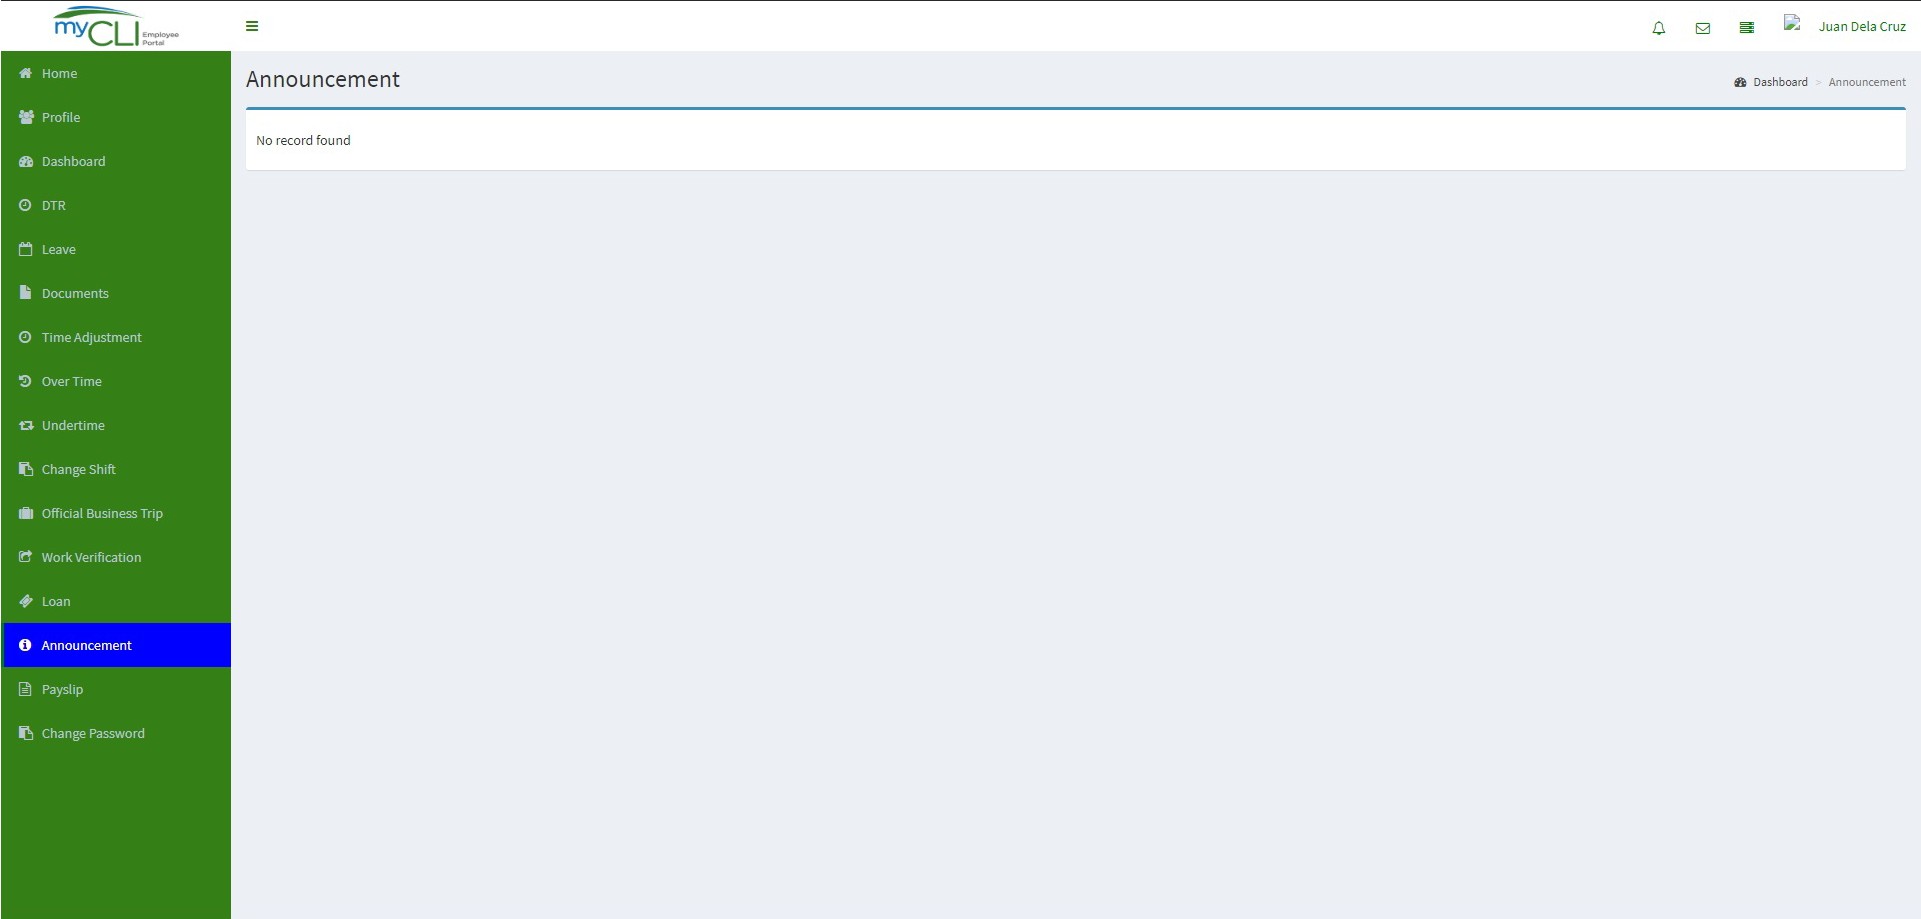 myCLI Employee
Portal
Juan Dela Cruz
Home
Profile
Dashboard
DTR
Leave
Documents
Time Adjustment
Over Time
Undertime
Change Shift
Official Business Trip
Work Verification
Loan
Announcement
Payslip
Change Password
Announcement
Dashboard > Announcement
No record found